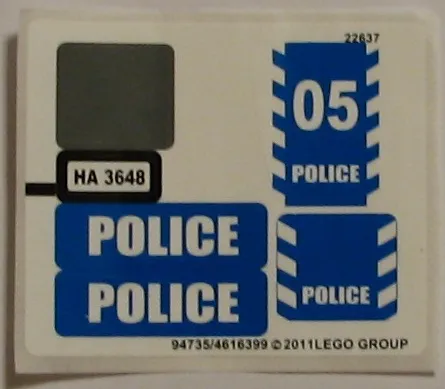 22637
05
POLICE
HA 3648
POLICE
POLICE
POLICE
94735/4616399 ©2011LEGO GROUP